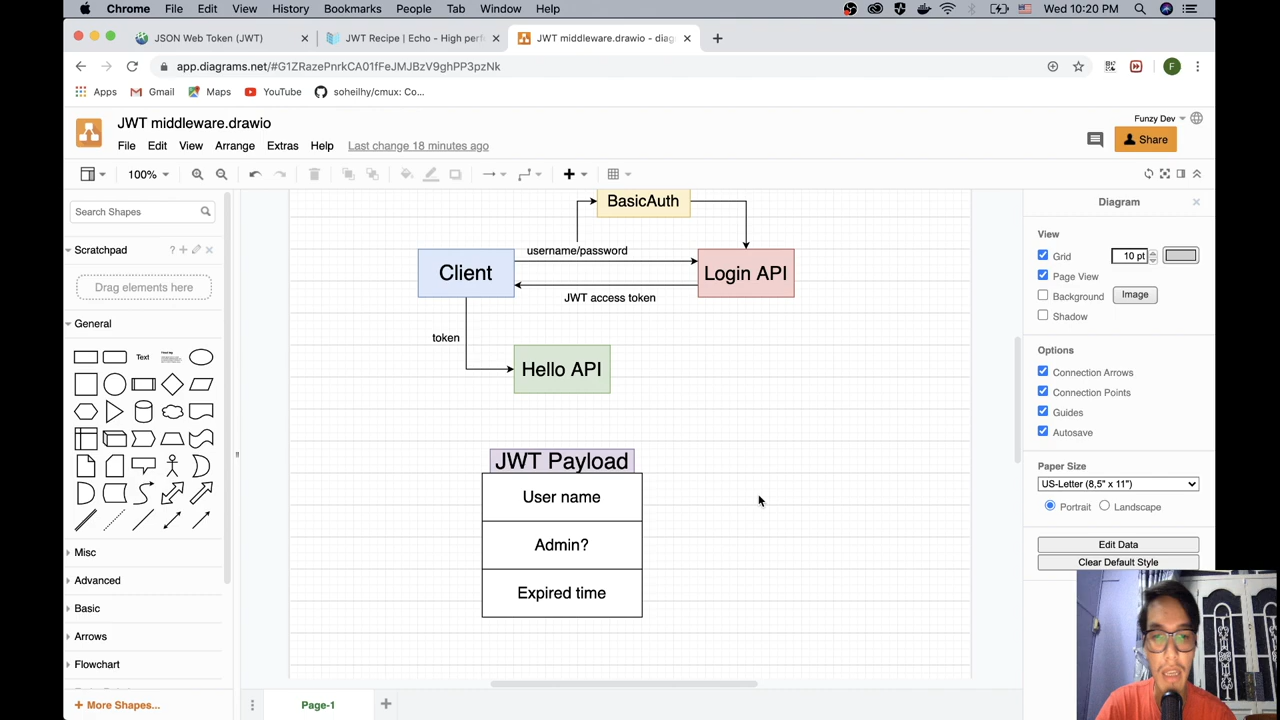 Chrome File Edit View History Bookmarks People Tab Window Help Wed 10:20 PM
JSON Web Token (JWT) JWT Recipe | Echo - High perf JWT middleware.drawio - diag
app.diagrams.net/#G1ZRazePnrkCA01fFeJMJBzV9ghPP3pzNk F
Apps Gmail Maps YouTube soheilhy/cmux: Co...
JWT middleware.drawio
Funzy Dev
File Edit View Arrange Extras Help Last change 18 minutes ago
Share
100%
Search Shapes
Scratchpad ?
Drag elements here
General
Text
Misc
Advanced
Basic
Arrows
Flowchart
+ More Shapes...
BasicAuth
username/password
Client
Login API
JWT access token
token
Hello API
JWT Payload
User name
Admin?
Expired time
Page-1
Diagram
View
Grid 10 pt
Page View
Background Image
Shadow
Options
Connection Arrows
Connection Points
Guides
Autosave
Paper Size
US-Letter (8,5" x 11")
Portrait Landscape
Edit Data
Clear Default Style